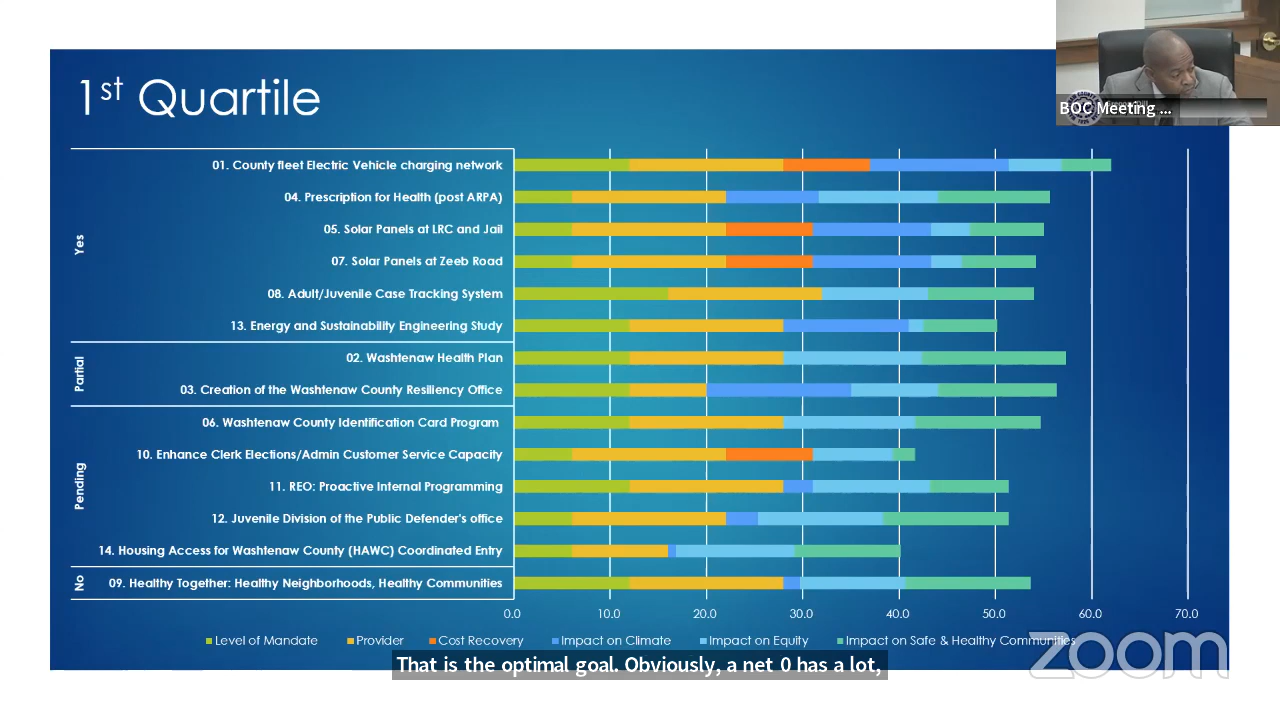 1st Quartile
BOC Meeting ...
Yes
01. County fleet Electric Vehicle charging network
04. Prescription for Health (post ARPA)
05. Solar Panels at LRC and Jail
07. Solar Panels at Zeeb Road
08. Adult/Juvenile Case Tracking System
13. Energy and Sustainability Engineering Study
Partial
02. Washtenaw Health Plan
03. Creation of the Washtenaw County Resiliency Office
Pending
06. Washtenaw County Identification Card Program
10. Enhance Clerk Elections/Admin Customer Service Capacity
11. REO: Proactive Internal Programming
12. Juvenile Division of the Public Defender's office
14. Housing Access for Washtenaw County (HAWC) Coordinated Entry
No
09. Healthy Together: Healthy Neighborhoods, Healthy Communities
0.0 10.0 20.0 30.0 40.0 50.0 60.0 70.0
Level of Mandate Provider Cost Recovery Impact on Climate Impact on Equity Impact on Safe & Healthy Communities
zoom
That is the optimal goal. Obviously, a net 0 has a lot,